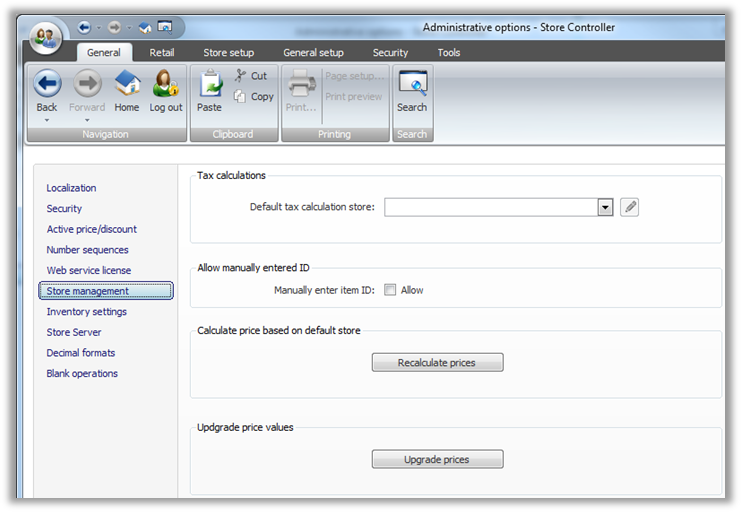 Administrative options - Store Controller
General Retail Store setup General setup Security Tools
Back Forward Home Log out Paste Cut Copy Print... Page setup... Print preview Search
Navigation Clipboard Printing Search
Localization
Security
Active price/discount
Number sequences
Web service license
Store management
Inventory settings
Store Server
Decimal formats
Blank operations
Tax calculations
Default tax calculation store:
Allow manually entered ID
Manually enter item ID: Allow
Calculate price based on default store
Recalculate prices
Updgrade price values
Upgrade prices